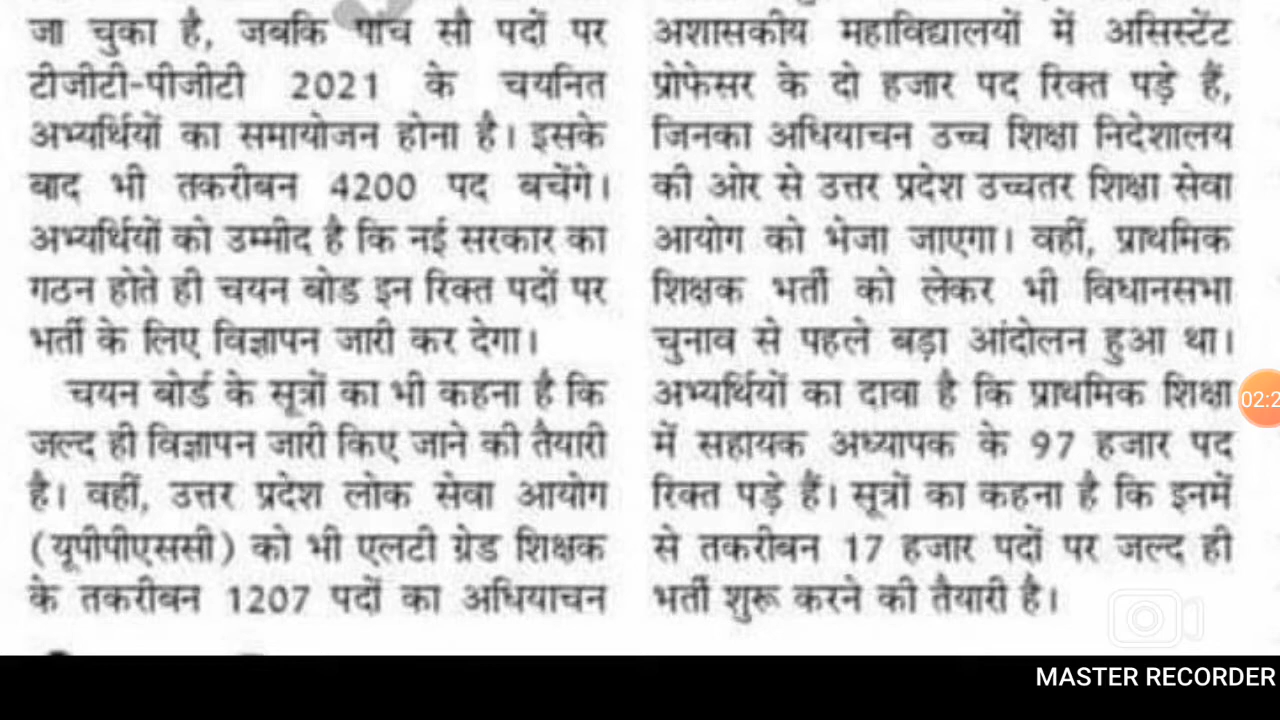 जा चुका है, जबकि पांच सौ पदों पर
टीजीटी-पीजीटी 2021 के चयनित
अभ्यर्थियों का समायोजन होना है। इसके
बाद भी तकरीबन 4200 पद बचेंगे।
अभ्यर्थियों को उम्मीद है कि नई सरकार का
गठन होते ही चयन बोड इन रिक्त पदों पर
भर्ती के लिए विज्ञापन जारी कर देगा।
चयन बोर्ड के सूत्रों का भी कहना है कि
जल्द ही विज्ञापन जारी किए जाने की तैयारी
है। वहीं, उत्तर प्रदेश लोक सेवा आयोग
(यूपीपीएससी) को भी एलटी ग्रेड शिक्षक
के तकरीबन 1207 पदों का अधियाचन
अशासकीय महाविद्यालयों में असिस्टेंट
प्रोफेसर के दो हजार पद रिक्त पड़े हैं,
जिनका अधियाचन उच्च शिक्षा निदेशालय
की ओर से उत्तर प्रदेश उच्चतर शिक्षा सेवा
आयोग को भेजा जाएगा। वहीं, प्राथमिक
शिक्षक भर्ती को लेकर भी विधानसभा
चुनाव से पहले बड़ा आंदोलन हुआ था।
अभ्यर्थियों का दावा है कि प्राथमिक शिक्षा
में सहायक अध्यापक के 97 हजार पद
रिक्त पड़े हैं। सूत्रों का कहना है कि इनमें
से तकरीबन 17 हजार पदों पर जल्द ही
भर्ती शुरू करने की तैयारी है।
02:2
MASTER RECORDER